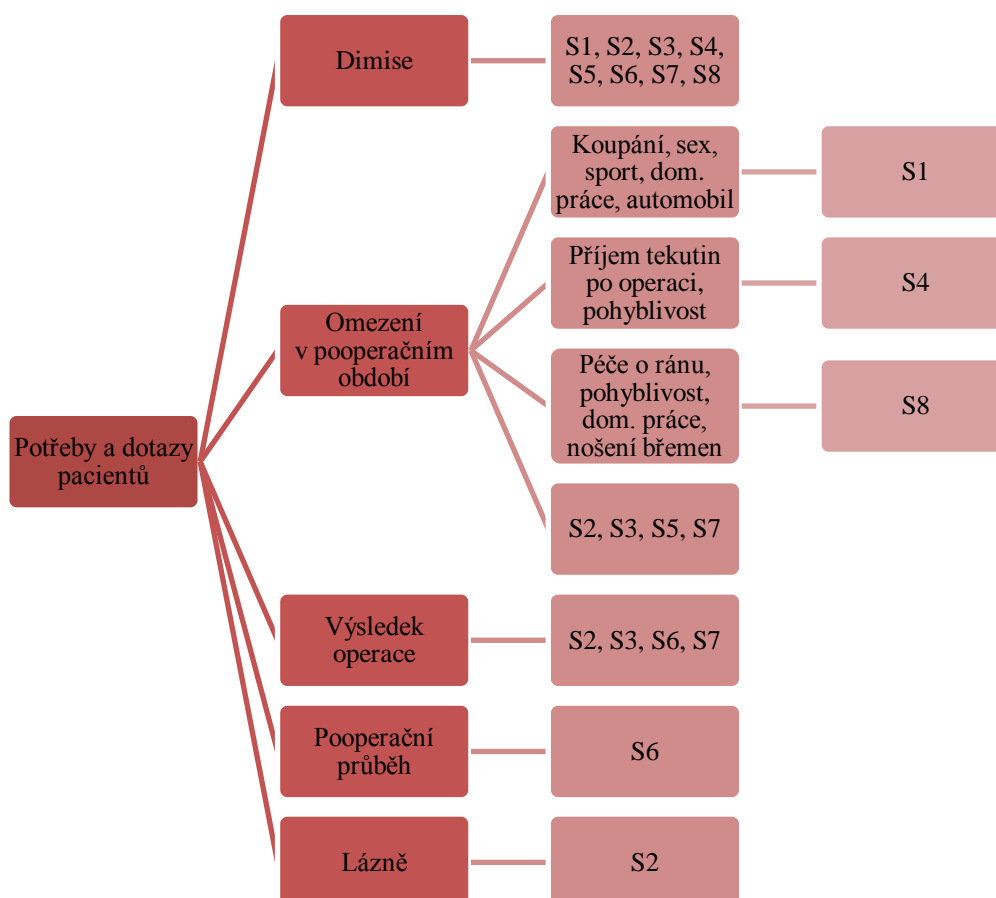 Potřeby a dotazy
pacientů
Dimise
S1, S2, S3, S4,
S5, S6, S7, S8
Omezení
v pooperačním
období
Koupání, sex,
sport, dom.
práce, automobil
S1
Příjem tekutin
po operaci,
pohyblivost
S4
Péče o ránu,
pohyblivost,
dom. práce,
nošení břemen
S8
S2, S3, S5, S7
Výsledek
operace
S2, S3, S6, S7
Pooperační
průběh
S6
Lázně
S2